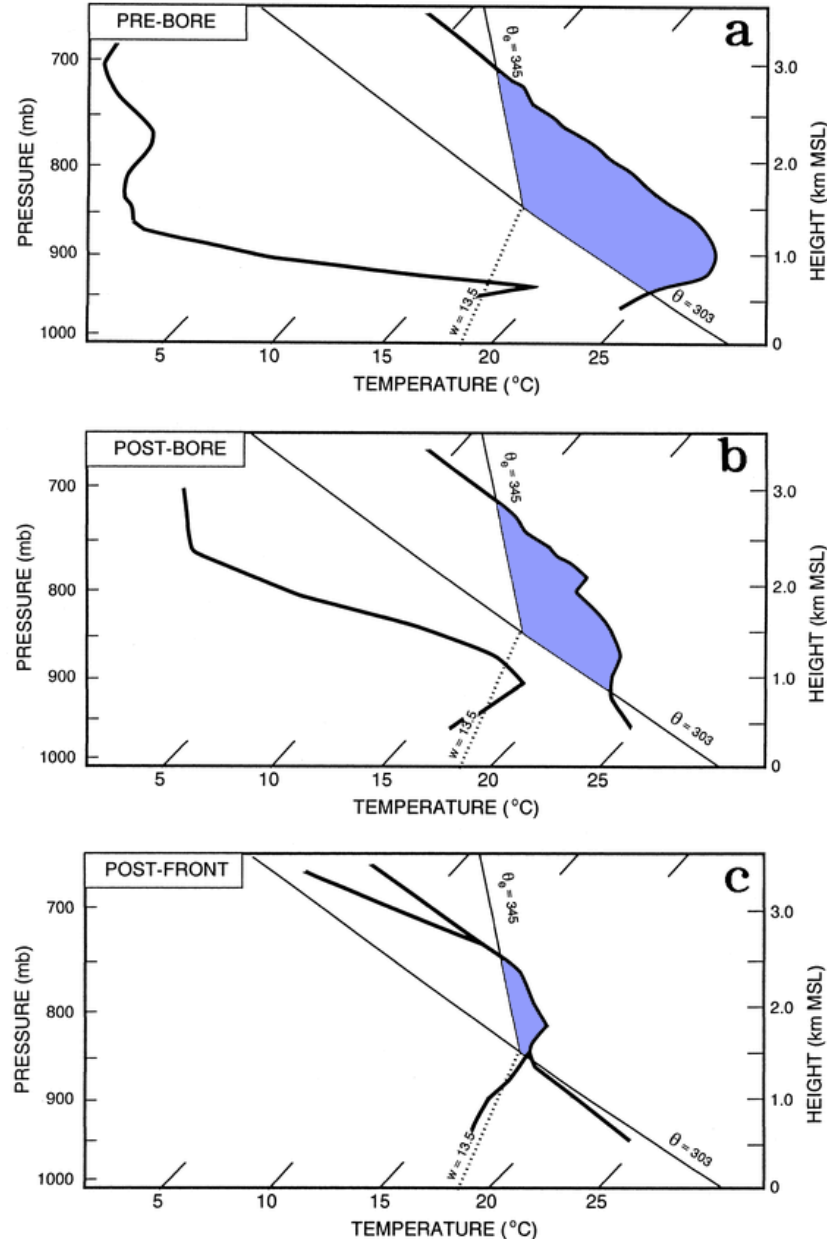 PRE-BORE
a
PRESSURE (mb)
700
800
900
1000
θe = 345
w = 13.5
θ = 303
3.0
2.0
1.0
0
HEIGHT (km MSL)
5 10 15 20 25
TEMPERATURE (°C)
POST-BORE
b
PRESSURE (mb)
700
800
900
1000
θe = 345
w = 13.5
θ = 303
3.0
2.0
1.0
0
HEIGHT (km MSL)
5 10 15 20 25
TEMPERATURE (°C)
POST-FRONT
c
PRESSURE (mb)
700
800
900
1000
θe = 345
w = 13.5
θ = 303
3.0
2.0
1.0
0
HEIGHT (km MSL)
5 10 15 20 25
TEMPERATURE (°C)